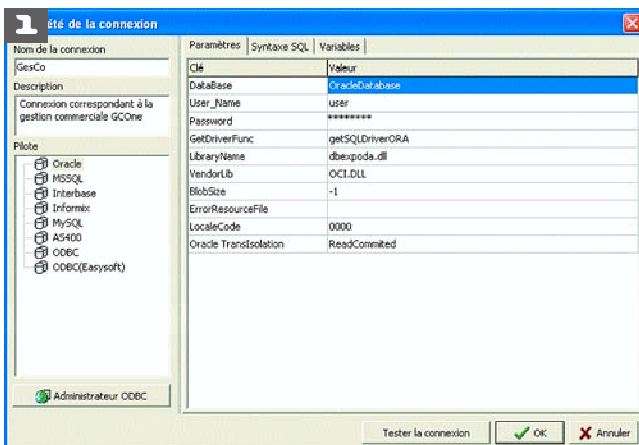 1
été de la connexion
Nom de la connexion
GesCo
Description
Connexion correspondant à la
gestion commerciale GCOne
Pilote
Oracle
MSSQL
Interbase
Informix
MySQL
AS400
ODBC
ODBC(Easysoft)
Administrateur ODBC
Paramètres Syntaxe SQL Variables
Clé Valeur
DataBase OracleDatabase
User_Name user
Password ********
GetDriverFunc getSQLDriverORA
LibraryName dbexpoda.dll
VendorLib OCI.DLL
BlobSize -1
ErrorResourceFile
LocaleCode 0000
Oracle TransIsolation ReadCommited
Tester la connexion OK Annuler